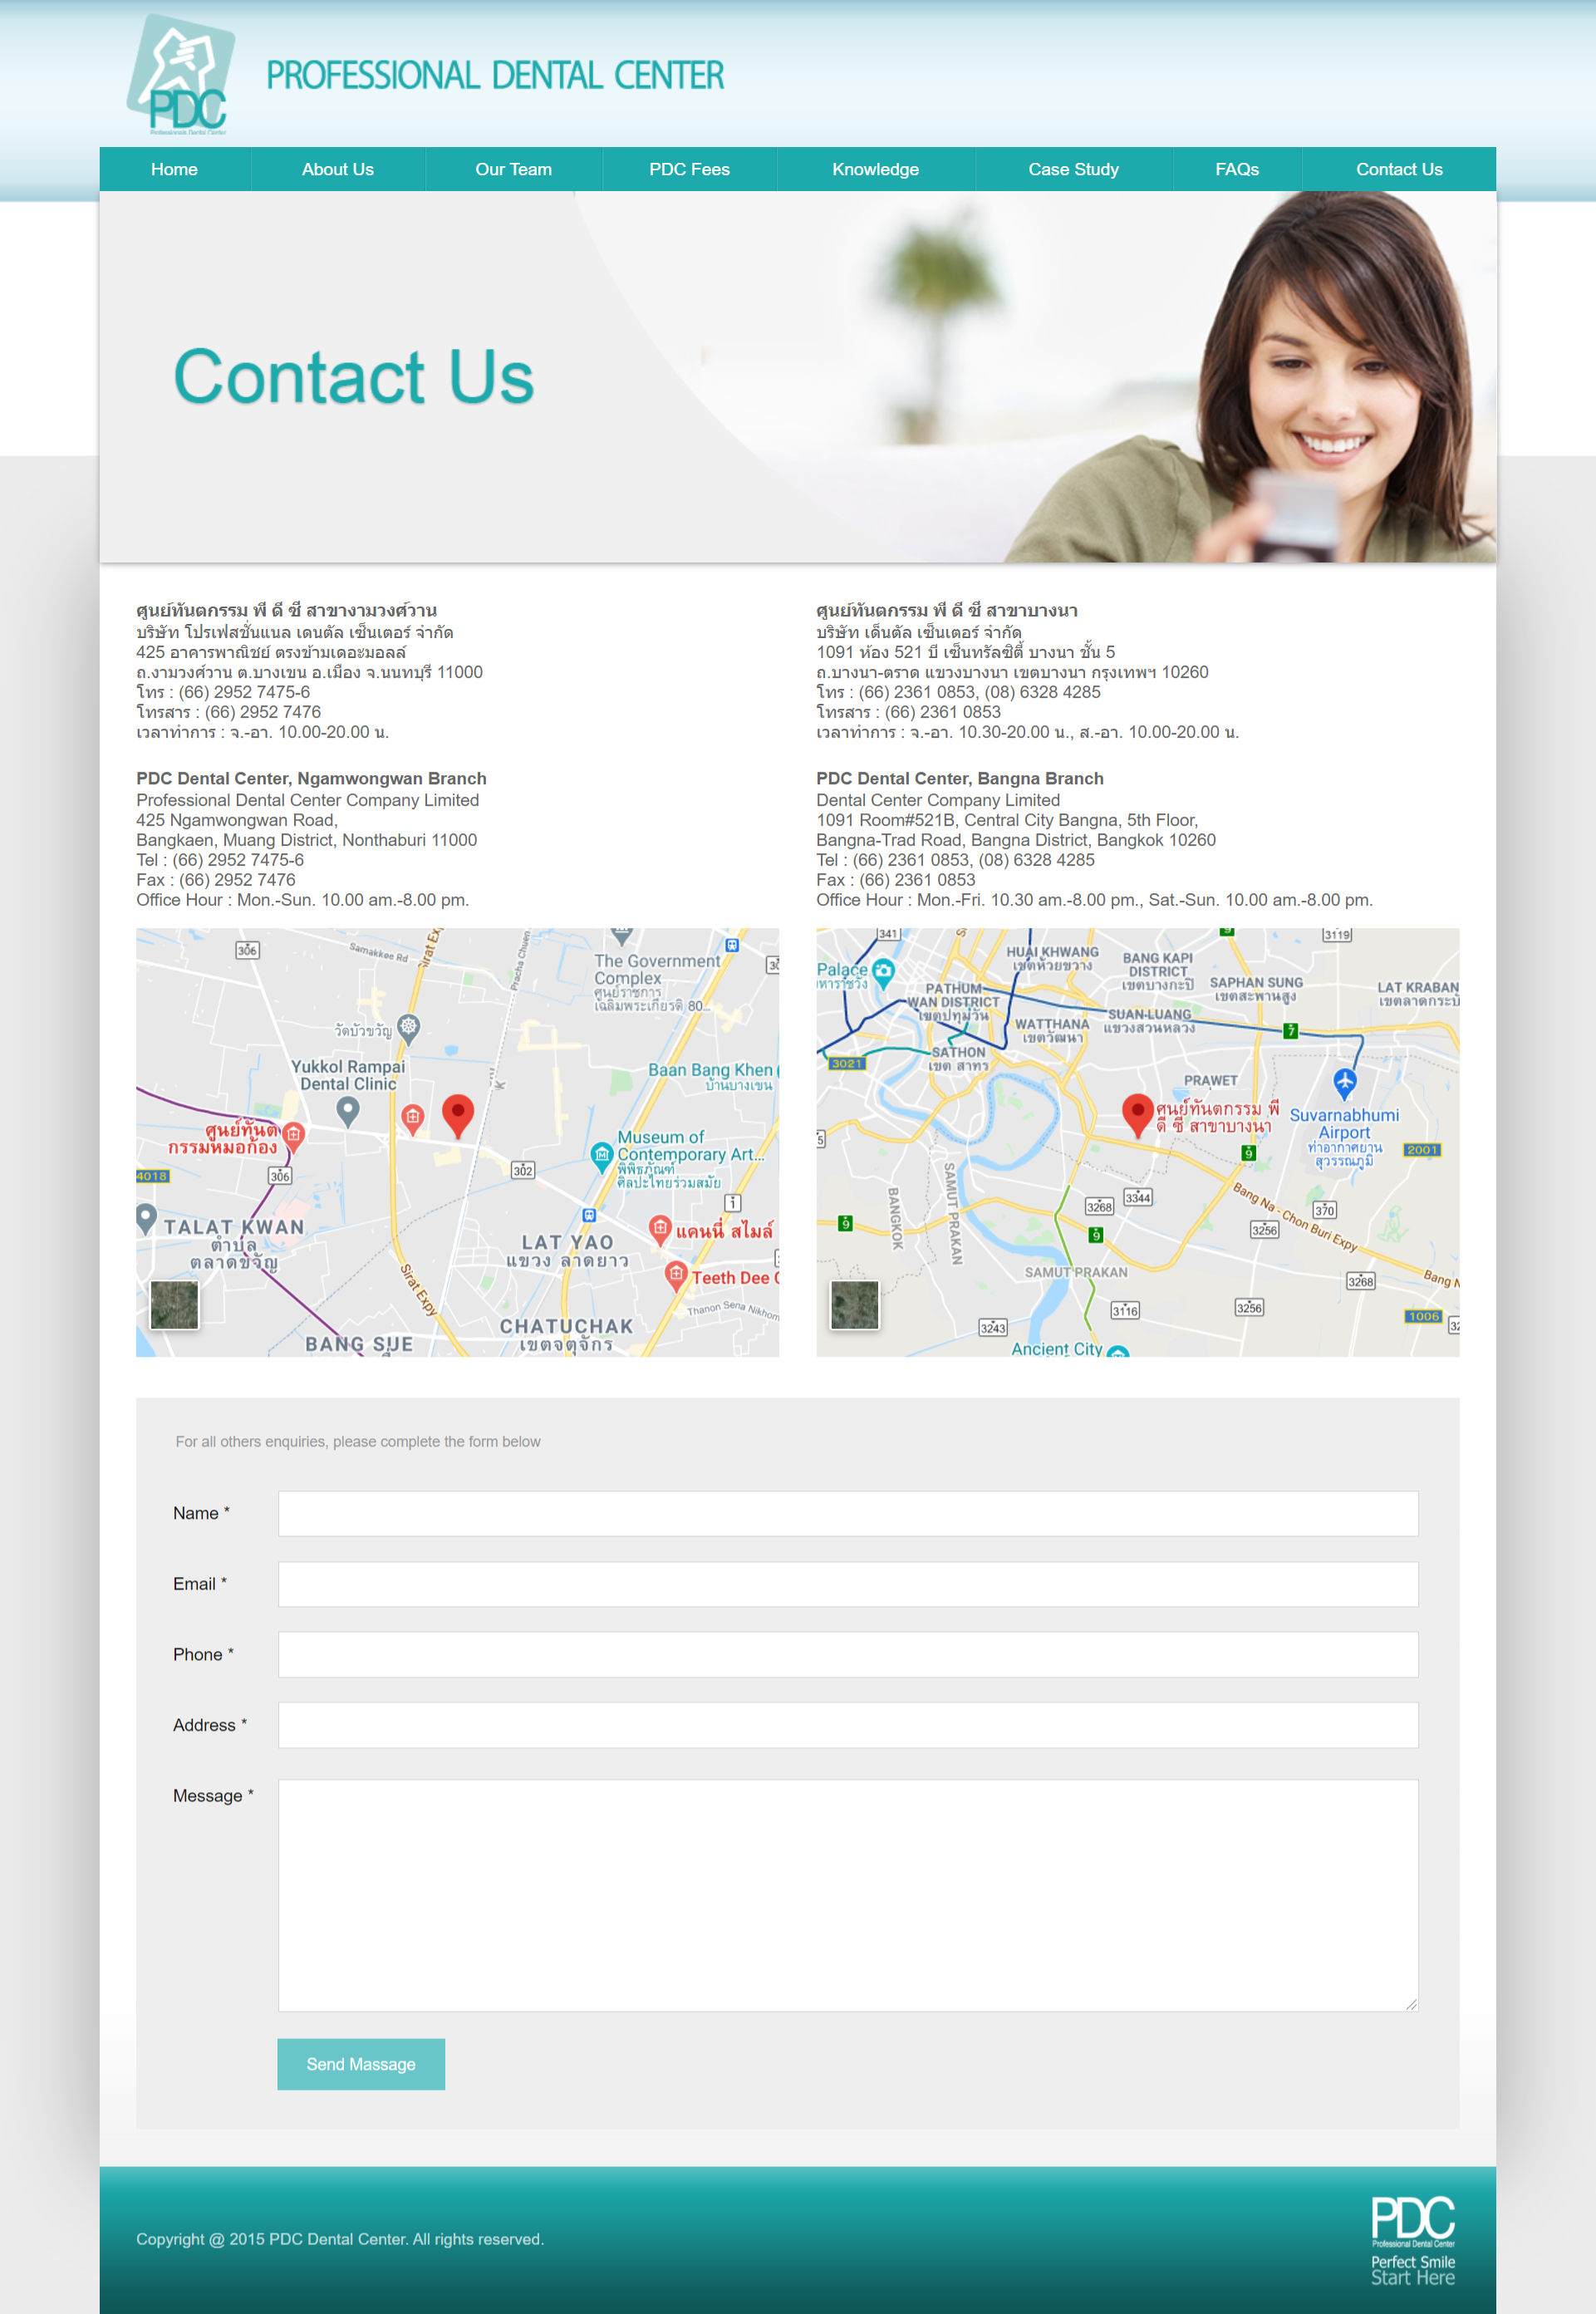 PDC
Professionals Dental Center
PROFESSIONAL DENTAL CENTER
Home
About Us
Our Team
PDC Fees
Knowledge
Case Study
FAQs
Contact Us
Contact Us
ศูนย์ทันตกรรม พี ดี ซี สาขางามวงศ์วาน
บริษัท โปรเฟสชั่นแนล เดนตัล เซ็นเตอร์ จำกัด
425 อาคารพาณิชย์ ตรงข้ามเดอะมอลล์
ถ.งามวงศ์วาน ต.บางเขน อ.เมือง จ.นนทบุรี 11000
โทร : (66) 2952 7475-6
โทรสาร : (66) 2952 7476
เวลาทำการ : จ.-อา. 10.00-20.00 น.
PDC Dental Center, Ngamwongwan Branch
Professional Dental Center Company Limited
425 Ngamwongwan Road,
Bangkaen, Muang District, Nonthaburi 11000
Tel : (66) 2952 7475-6
Fax : (66) 2952 7476
Office Hour : Mon.-Sun. 10.00 am.-8.00 pm.
ศูนย์ทันตกรรม พี ดี ซี สาขาบางนา
บริษัท เด็นตัล เซ็นเตอร์ จำกัด
1091 ห้อง 521 บี เซ็นทรัลซิตี้ บางนา ชั้น 5
ถ.บางนา-ตราด แขวงบางนา เขตบางนา กรุงเทพฯ 10260
โทร : (66) 2361 0853, (08) 6328 4285
โทรสาร : (66) 2361 0853
เวลาทำการ : จ.-อา. 10.30-20.00 น., ส.-อา. 10.00-20.00 น.
PDC Dental Center, Bangna Branch
Dental Center Company Limited
1091 Room#521B, Central City Bangna, 5th Floor,
Bangna-Trad Road, Bangna District, Bangkok 10260
Tel : (66) 2361 0853, (08) 6328 4285
Fax : (66) 2361 0853
Office Hour : Mon.-Fri. 10.30 am.-8.00 pm., Sat.-Sun. 10.00 am.-8.00 pm.
306
Samakkee Rd
Sirat Exp
Pracha Chuen
The Government
Complex
ศูนย์ราชการ
เฉลิมพระเกียรติ 80...
วัดบัวขวัญ
Yukkol Rampai
Dental Clinic
Baan Bang Khen
บ้านบางเขน
ศูนย์ทันต
กรรมหมอก้อง
Museum of
Contemporary Art...
พิพิธภัณฑ์
ศิลปะไทยร่วมสมัย
302
4018
306
1
TALAT KWAN
ตำบล
ตลาดขวัญ
LAT YAO
แขวง ลาดยาว
แคนนี่ สไมล์
Sirat Expy
Teeth Dee
Thanon Sena Nikhom
CHATUCHAK
เขตจตุจักร
BANG SUE
341
3119
HUAI KHWANG
เขตห้วยขวาง
BANG KAPI
DISTRICT
เขตบางกะปิ
SAPHAN SUNG
เขตสะพานสูง
LAT KRABAN
เขตลาดกระบั
Palace
หาราชวัง
PATHUM
WAN DISTRICT
เขตปทุมวัน
WATTHANA
เขตวัฒนา
SUAN LUANG
แขวงสวนหลวง
7
3021
SATHON
เขต สาทร
PRAWET
ศูนย์ทันตกรรม พี
ดี ซี สาขาบางนา
Suvarnabhumi
Airport
ท่าอากาศยาน
สุวรรณภูมิ
9
2001
BANGKOK
SAMUT PRAKAN
3344
3268
Bang Na - Chon Buri Expy
370
9
9
3256
SAMUT PRAKAN
3268
Bang N
3116
3256
1006
3243
Ancient City
For all others enquiries, please complete the form below
Name *
Email *
Phone *
Address *
Message *
Send Massage
Copyright @ 2015 PDC Dental Center. All rights reserved.
PDC
Professional Dental Center
Perfect Smile
Start Here